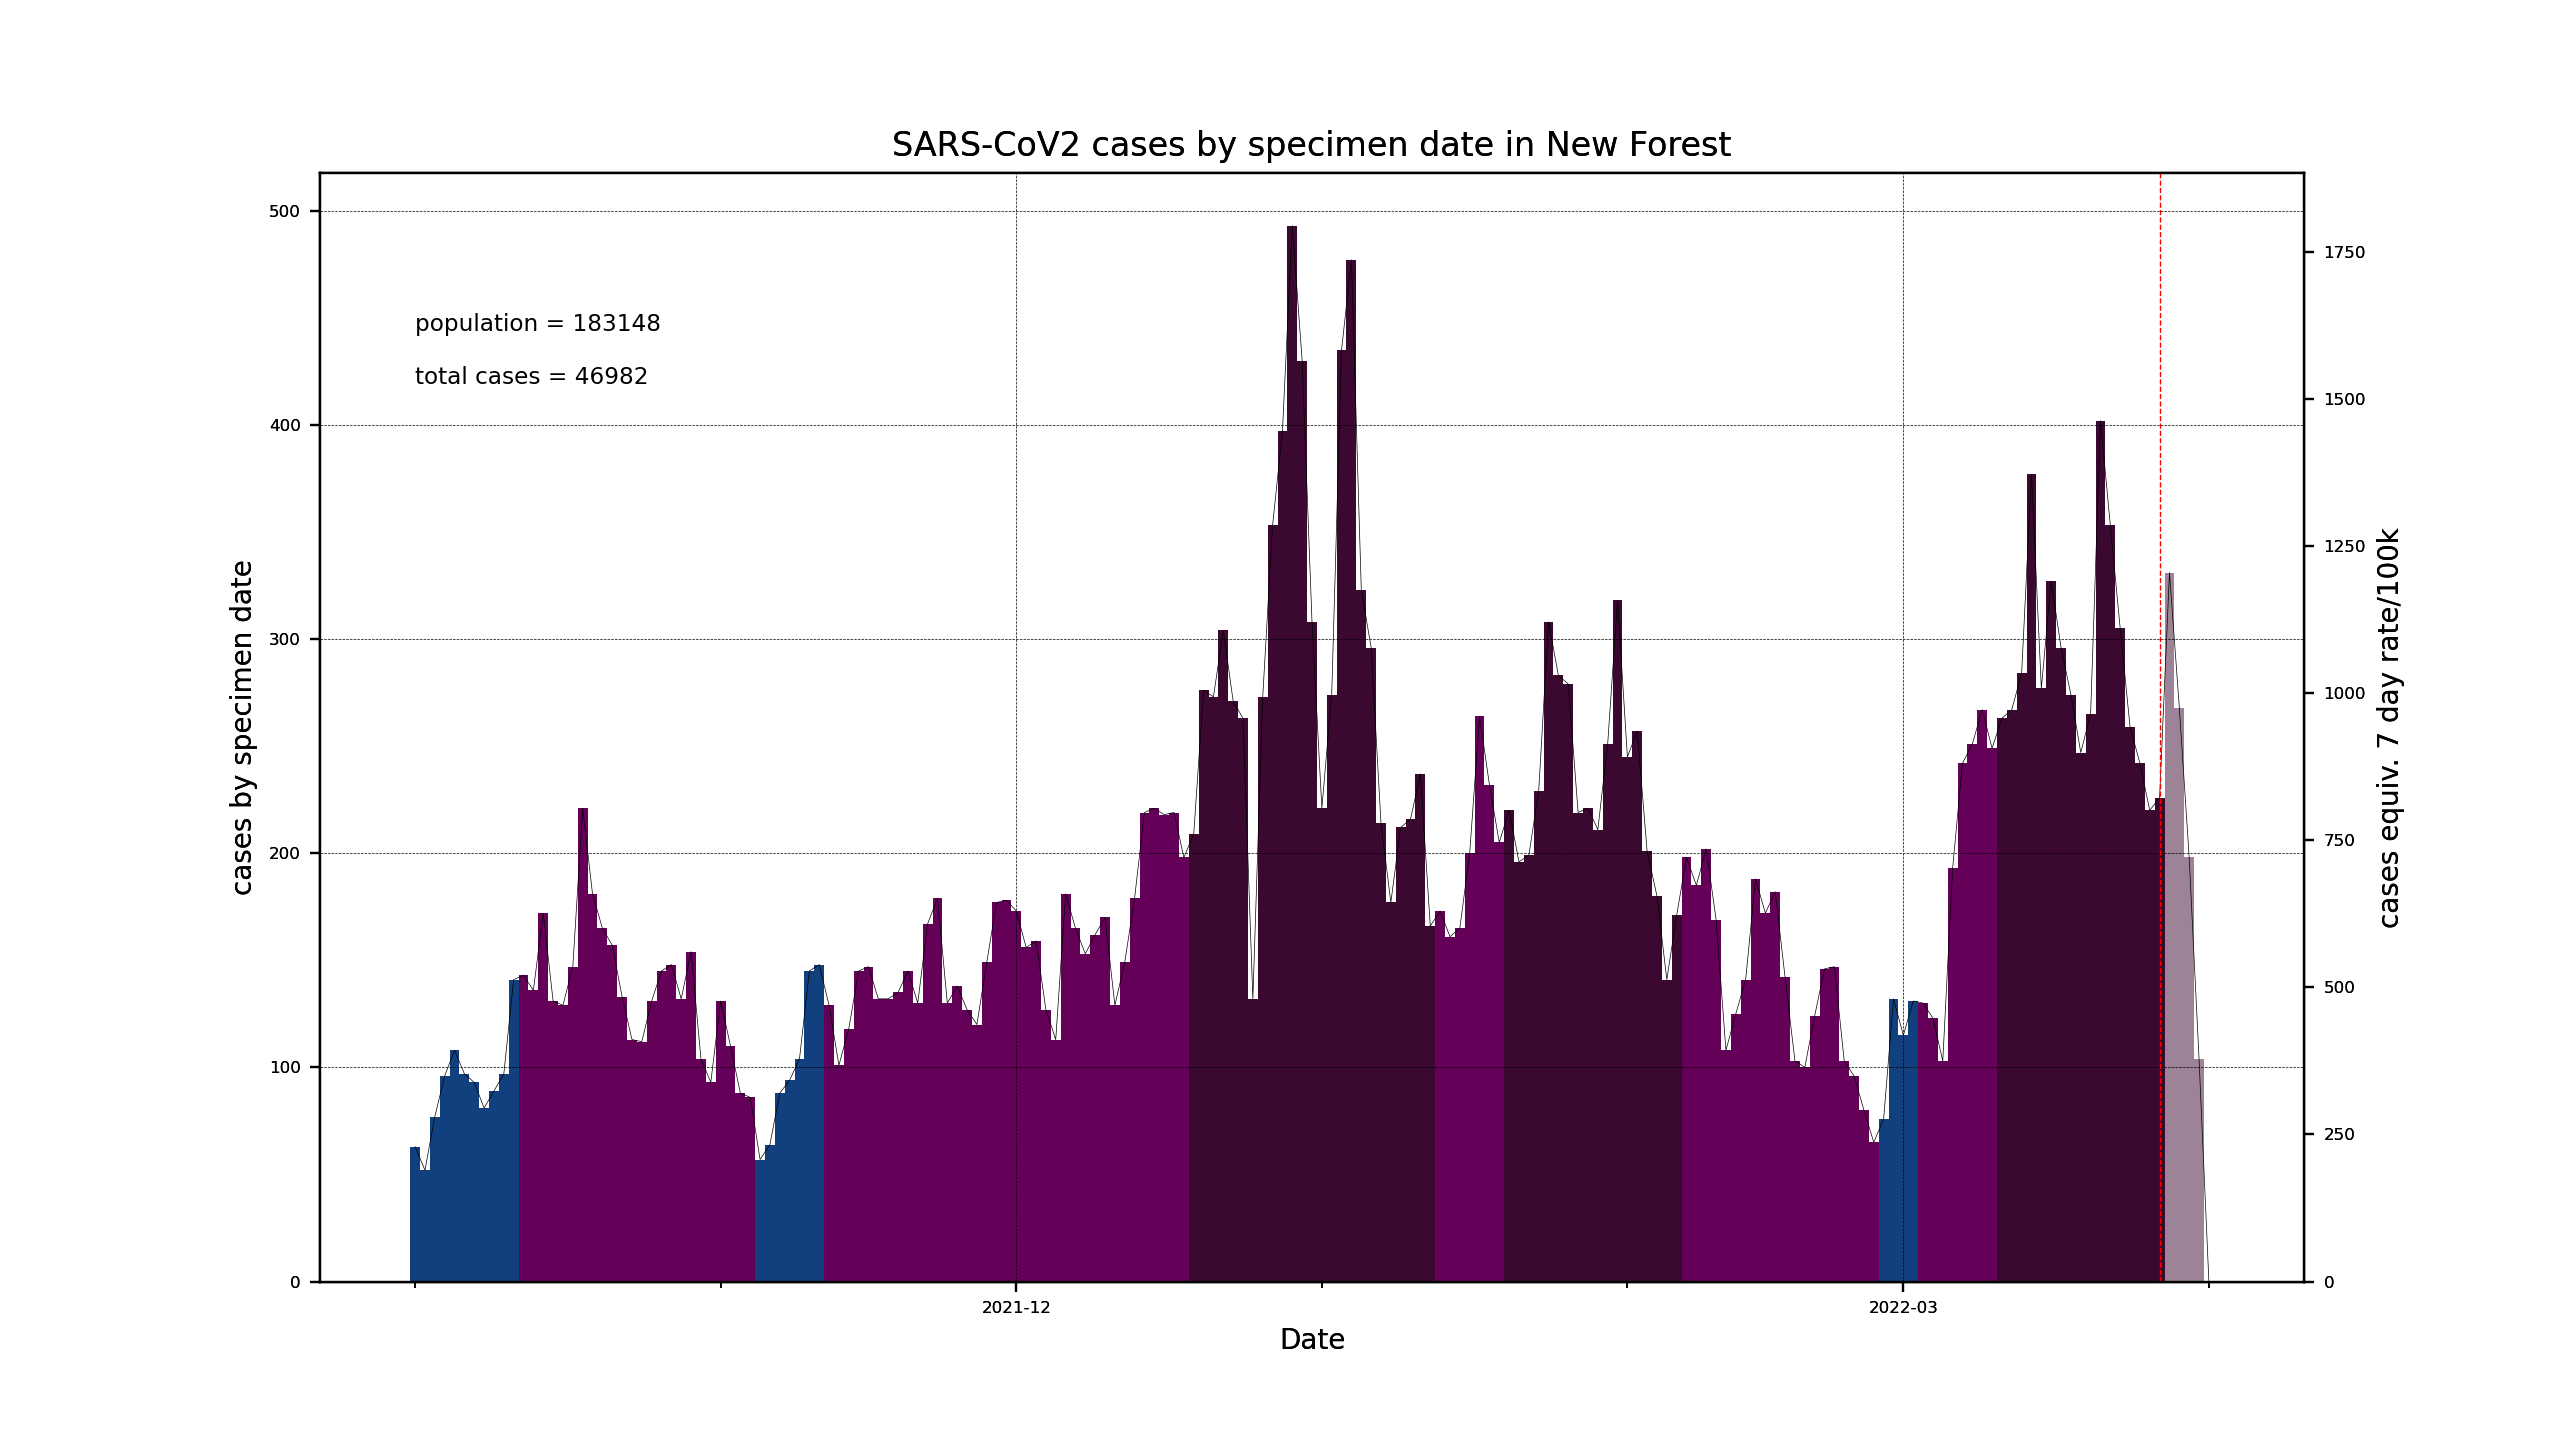 SARS-CoV2 cases by specimen date in New Forest
500
400
300
200
100
0
cases by specimen date
population = 183148
total cases = 46982
1750
1500
1250
1000
750
500
250
0
cases equiv. 7 day rate/100k
2021-12
2022-03
Date